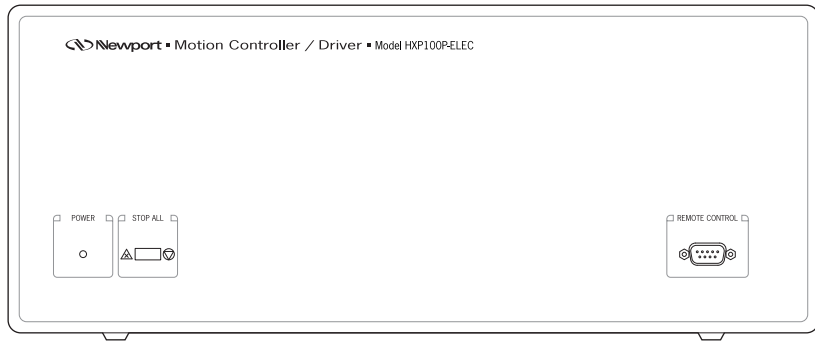 Newport ▪ Motion Controller / Driver ▪ Model HXP100P-ELEC
POWER
STOP ALL
REMOTE CONTROL